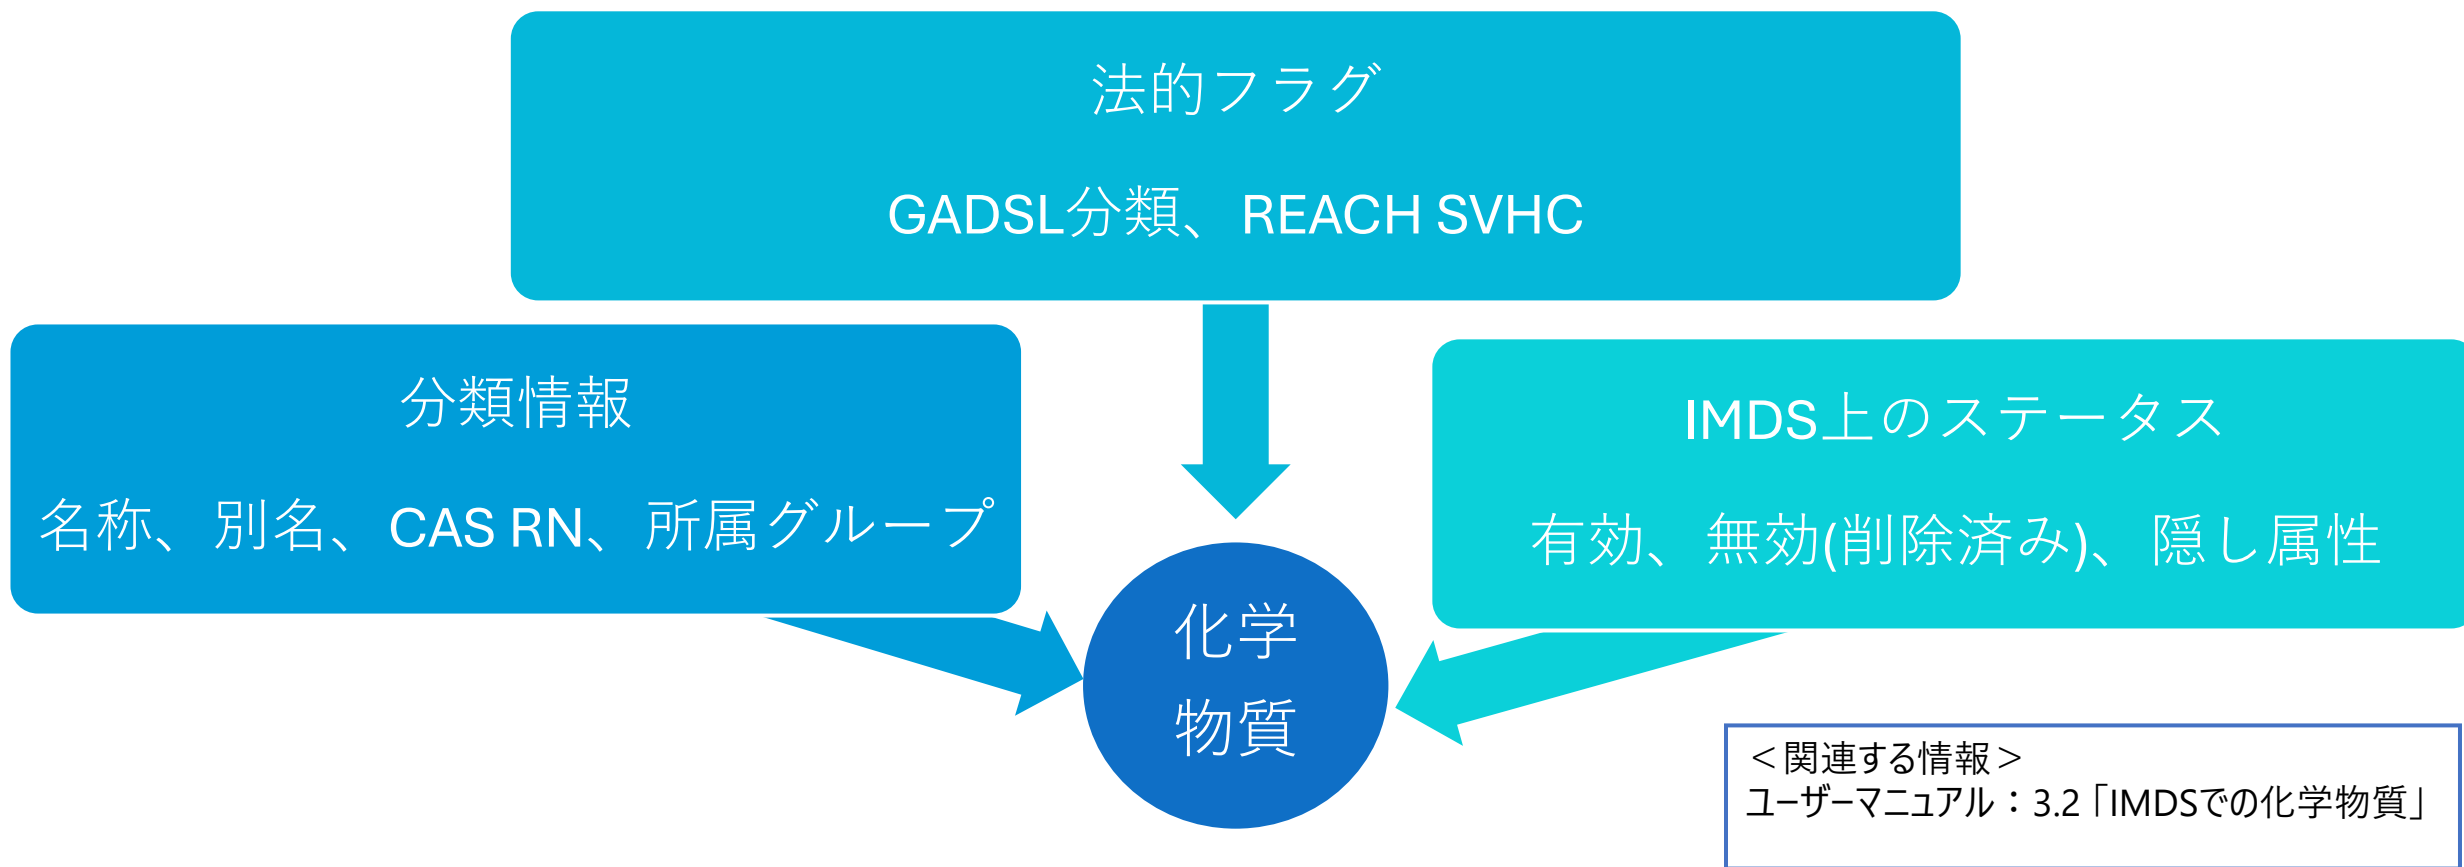 法的フラグ
GADSL分類、REACH SVHC
分類情報
名称、別名、CAS RN、所属グループ
IMDS上のステータス
有効、無効(削除済み)、隠し属性
化学
物質
＜関連する情報＞
ユーザーマニュアル：3.2「IMDSでの化学物質」